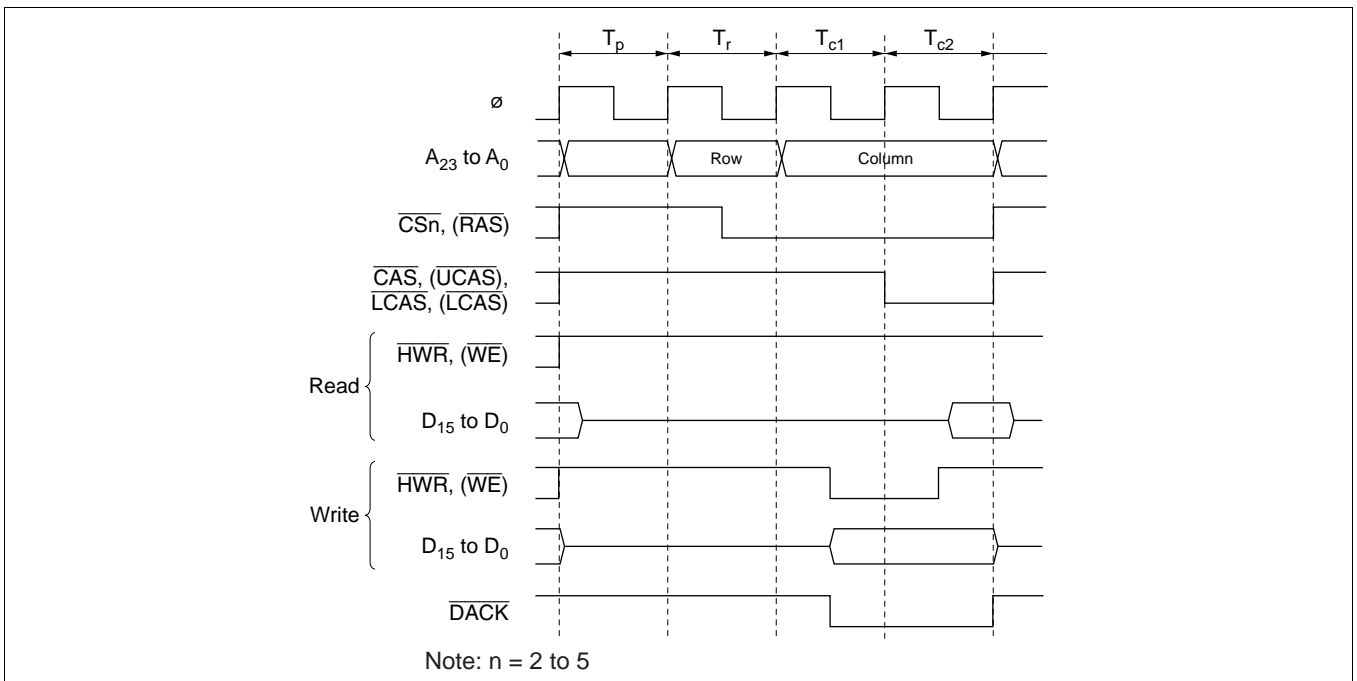 Tp Tr Tc1 Tc2
ø
A23 to A0 Row Column
CSn, (RAS)
CAS, (UCAS),
LCAS, (LCAS)
Read
HWR, (WE)
D15 to D0
Write
HWR, (WE)
D15 to D0
DACK
Note: n = 2 to 5